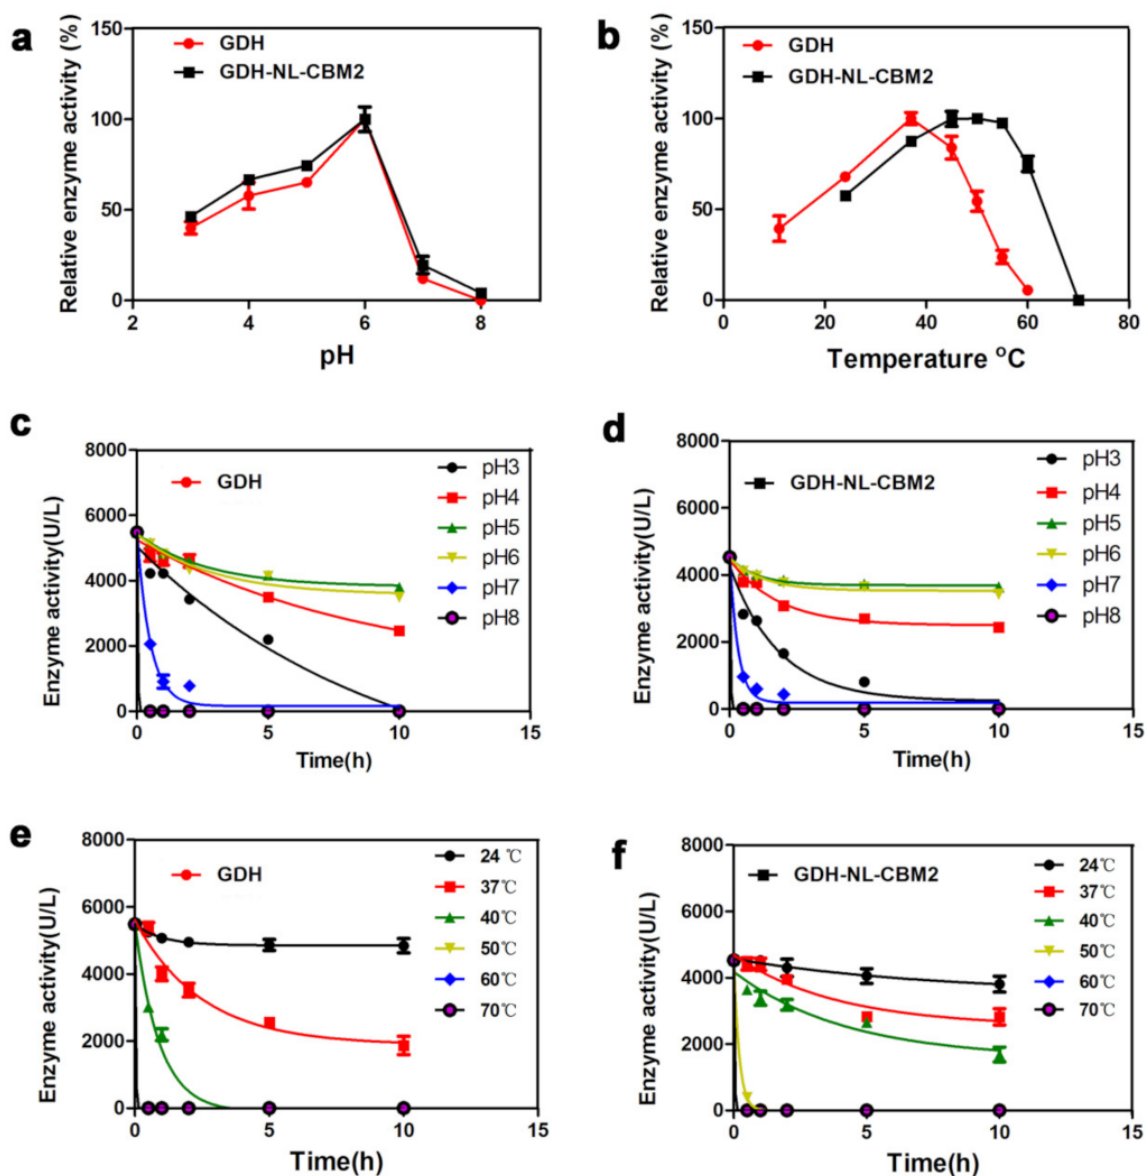 a
Relative enzyme activity (%)
150
100
50
0
GDH
GDH-NL-CBM2
2 4 6 8
pH
b
Relative enzyme activity (%)
150
100
50
0
GDH
GDH-NL-CBM2
0 20 40 60 80
Temperature °C
c
Enzyme activity(U/L)
8000
6000
4000
2000
0
GDH
pH3
pH4
pH5
pH6
pH7
pH8
0 5 10 15
Time(h)
d
Enzyme activity(U/L)
8000
6000
4000
2000
0
GDH-NL-CBM2
pH3
pH4
pH5
pH6
pH7
pH8
0 5 10 15
Time(h)
e
Enzyme activity(U/L)
8000
6000
4000
2000
0
GDH
24℃
37℃
40℃
50℃
60℃
70℃
0 5 10 15
Time(h)
f
Enzyme activity(U/L)
8000
6000
4000
2000
0
GDH-NL-CBM2
24℃
37℃
40℃
50℃
60℃
70℃
0 5 10 15
Time(h)